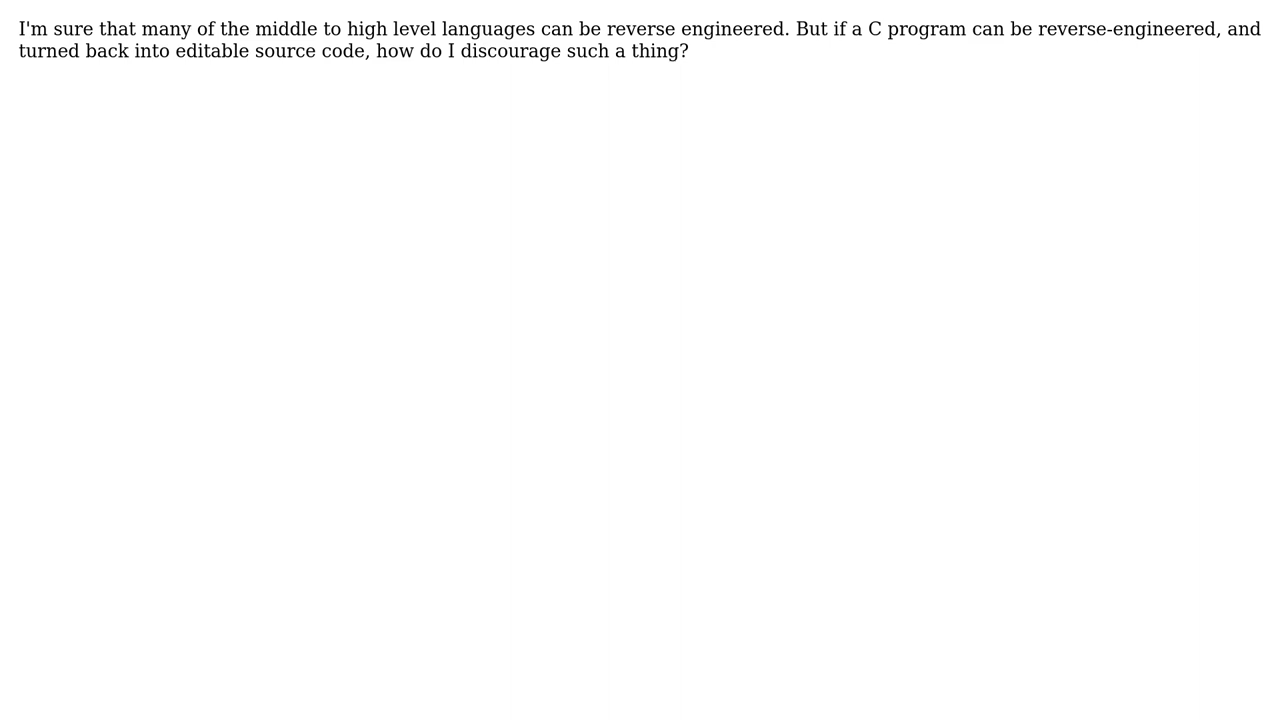 I'm sure that many of the middle to high level languages can be reverse engineered. But if a C program can be reverse-engineered, and
turned back into editable source code, how do I discourage such a thing?